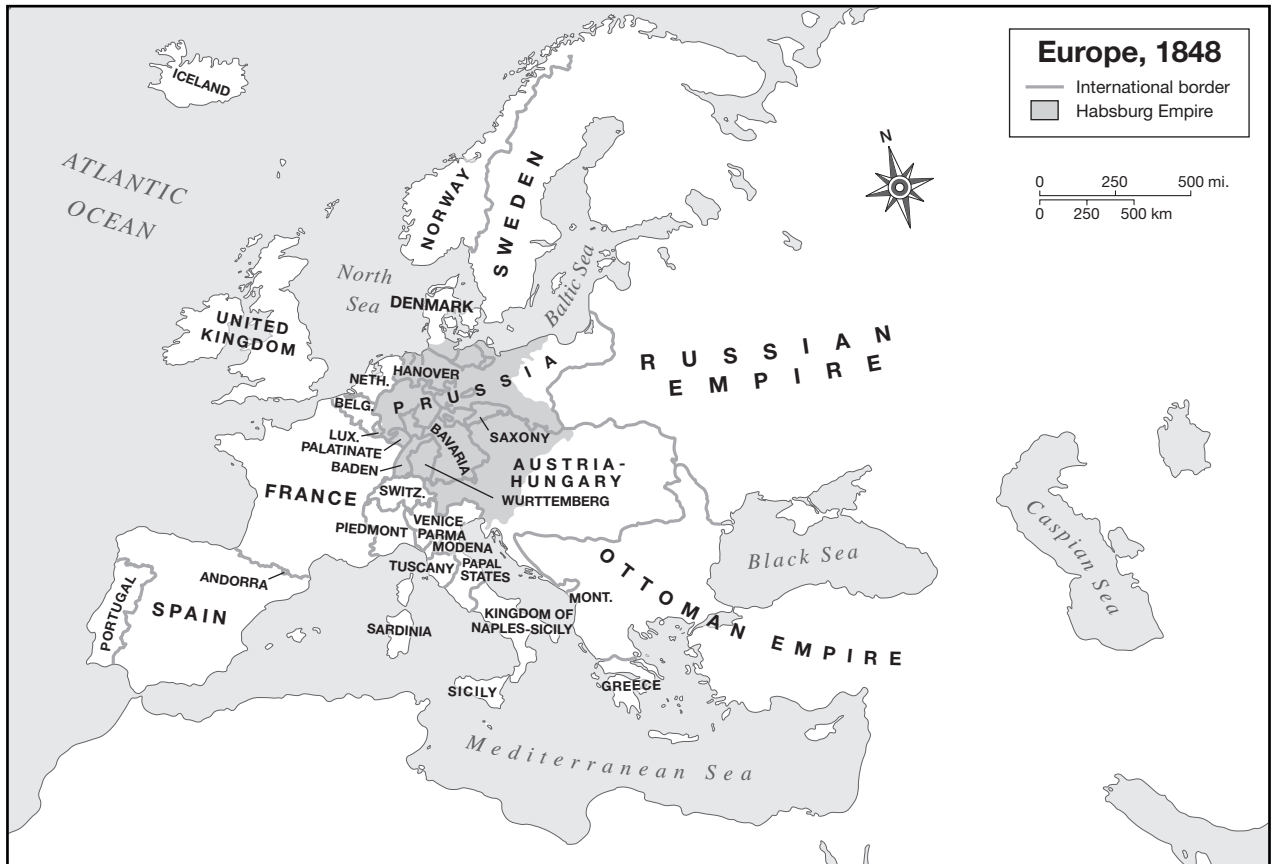 Europe, 1848
International border
Habsburg Empire
N
0 250 500 mi.
0 250 500 km
ICELAND
ATLANTIC
OCEAN
NORWAY
SWEDEN
North
Sea
Baltic Sea
DENMARK
UNITED
KINGDOM
RUSSIAN
EMPIRE
NETH.
HANOVER
BELG.
PRUSSIA
LUX.
PALATINATE
BADEN
BAVARIA
SAXONY
AUSTRIA-
HUNGARY
WURTTEMBERG
FRANCE
SWITZ.
PIEDMONT
VENICE
PARMA
MODENA
TUSCANY
PAPAL
STATES
ANDORRA
PORTUGAL
SPAIN
SARDINIA
KINGDOM OF
NAPLES-SICILY
MONT.
OTTOMAN EMPIRE
Black Sea
Caspian Sea
SICILY
GREECE
Mediterranean Sea